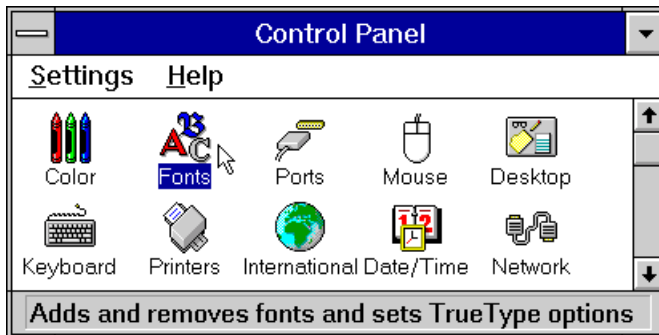 Control Panel
Settings Help
Color Fonts Ports Mouse Desktop
Keyboard Printers International Date/Time Network
Adds and removes fonts and sets TrueType options